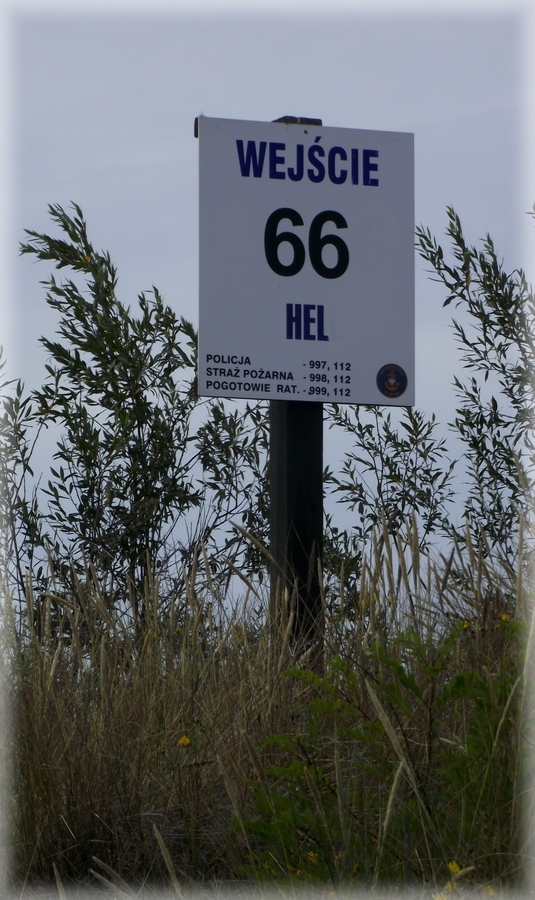 WEJŚCIE
66
HEL
POLICJA - 997, 112
STRAŻ POŻARNA - 998, 112
POGOTOWIE RAT. - 999, 112